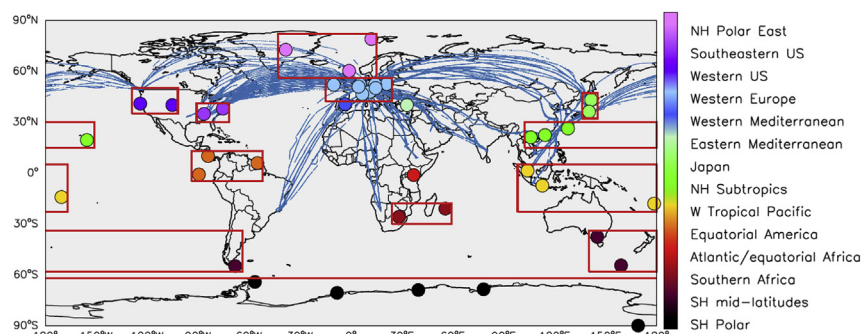 90°N
60°N
30°N
0°
30°S
60°S
90°S
NH Polar East
Southeastern US
Western US
Western Europe
Western Mediterranean
Eastern Mediterranean
Japan
NH Subtropics
W Tropical Pacific
Equatorial America
Atlantic/equatorial Africa
Southern Africa
SH mid-latitudes
SH Polar